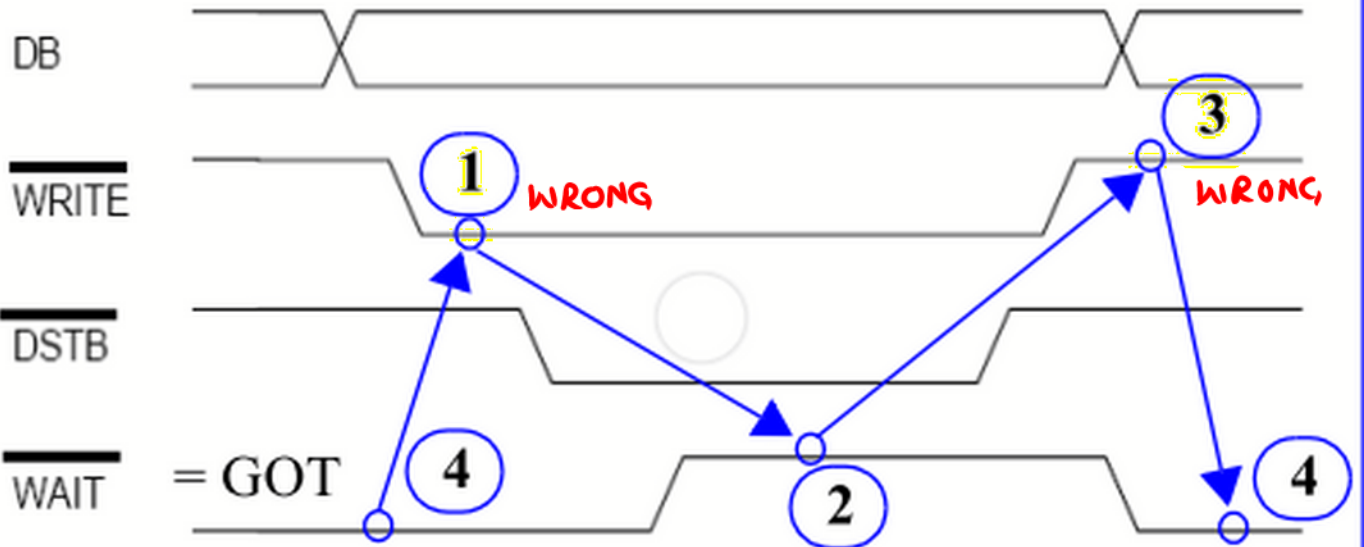 DB
3
WRITE
1
WRONG
WRONG
DSTB
WAIT
= GOT
4
2
4